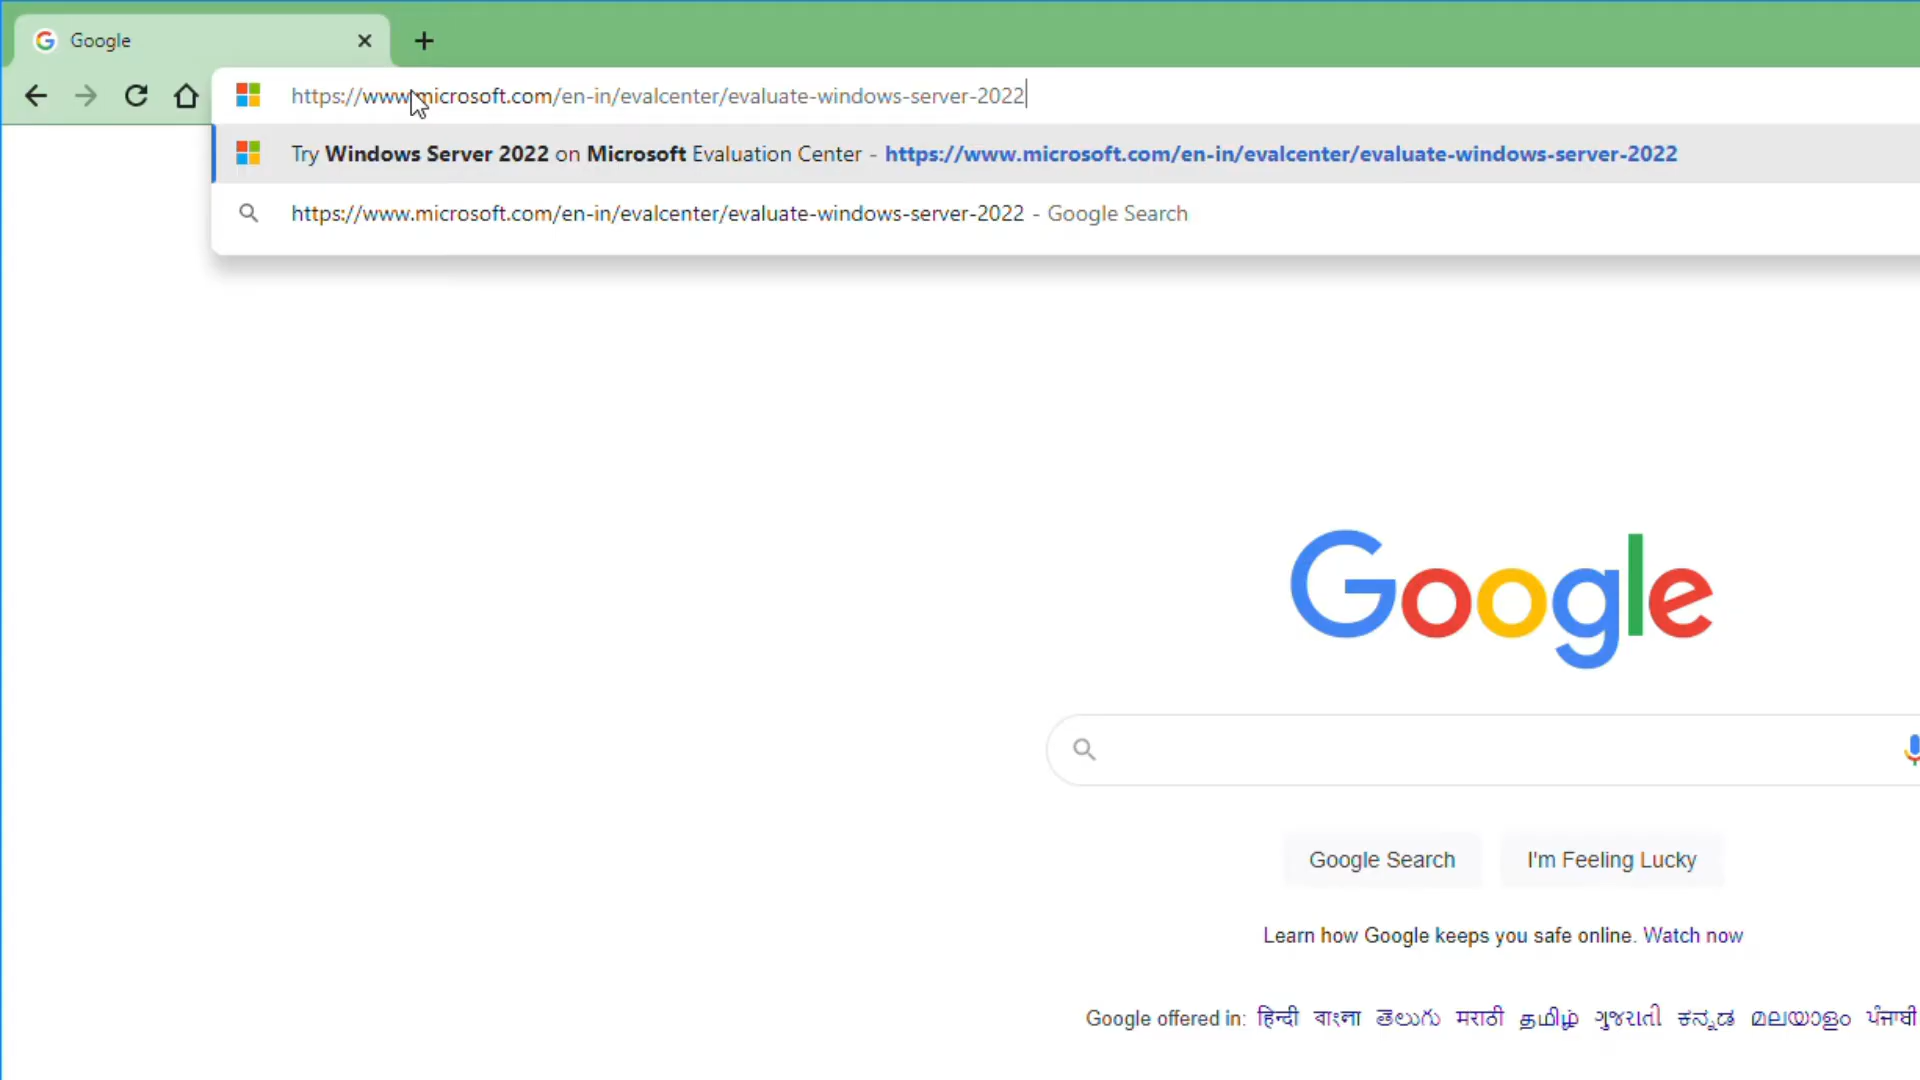 Google
https://www.microsoft.com/en-in/evalcenter/evaluate-windows-server-2022
Try Windows Server 2022 on Microsoft Evaluation Center - https://www.microsoft.com/en-in/evalcenter/evaluate-windows-server-2022
https://www.microsoft.com/en-in/evalcenter/evaluate-windows-server-2022 - Google Search
Google
Google Search I'm Feeling Lucky
Learn how Google keeps you safe online. Watch now
Google offered in: हिन्दी বাংলা తెలుగు मराठी தமிழ் ગુજરાતી ಕನ್ನಡ മലയാളം ਪੰਜਾਬੀ